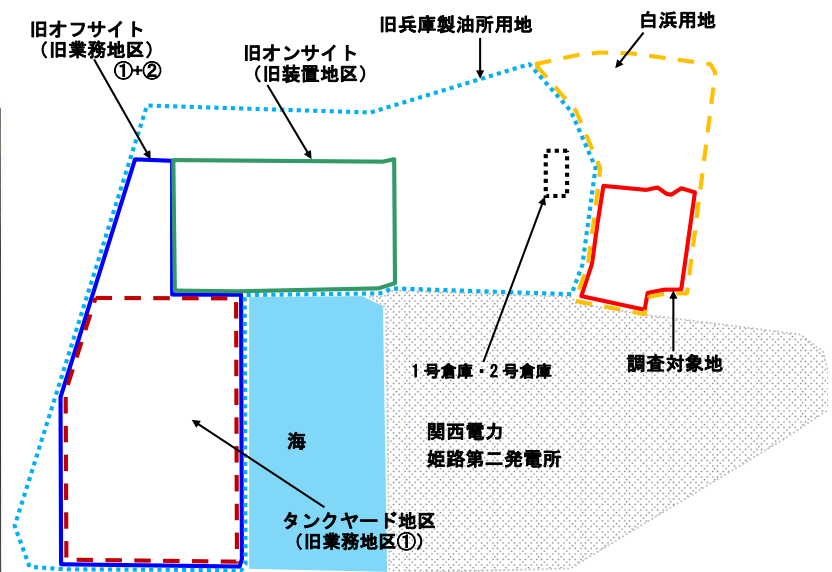 旧オフサイト
（旧業務地区）
①+②
旧オンサイト
（旧装置地区）
旧兵庫製油所用地
白浜用地
1号倉庫・2号倉庫
調査対象地
海
関西電力
姫路第二発電所
タンクヤード地区
（旧業務地区①）